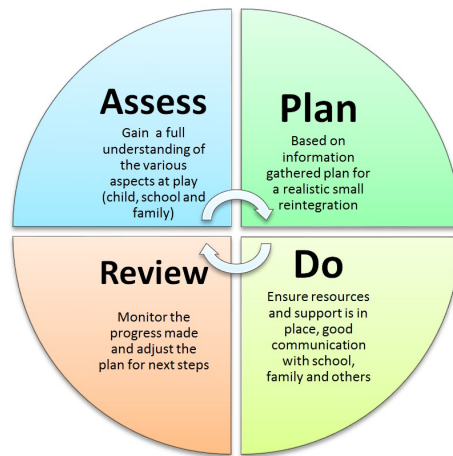 Assess
Gain a full
understanding of
the various
aspects at play
(child, school and
family)
Plan
Based on
information
gathered plan for
a realistic small
reintegration
Review
Monitor the
progress made
and adjust the
plan for next steps
Do
Ensure resources
and support is in
place, good
communication
with school,
family and others